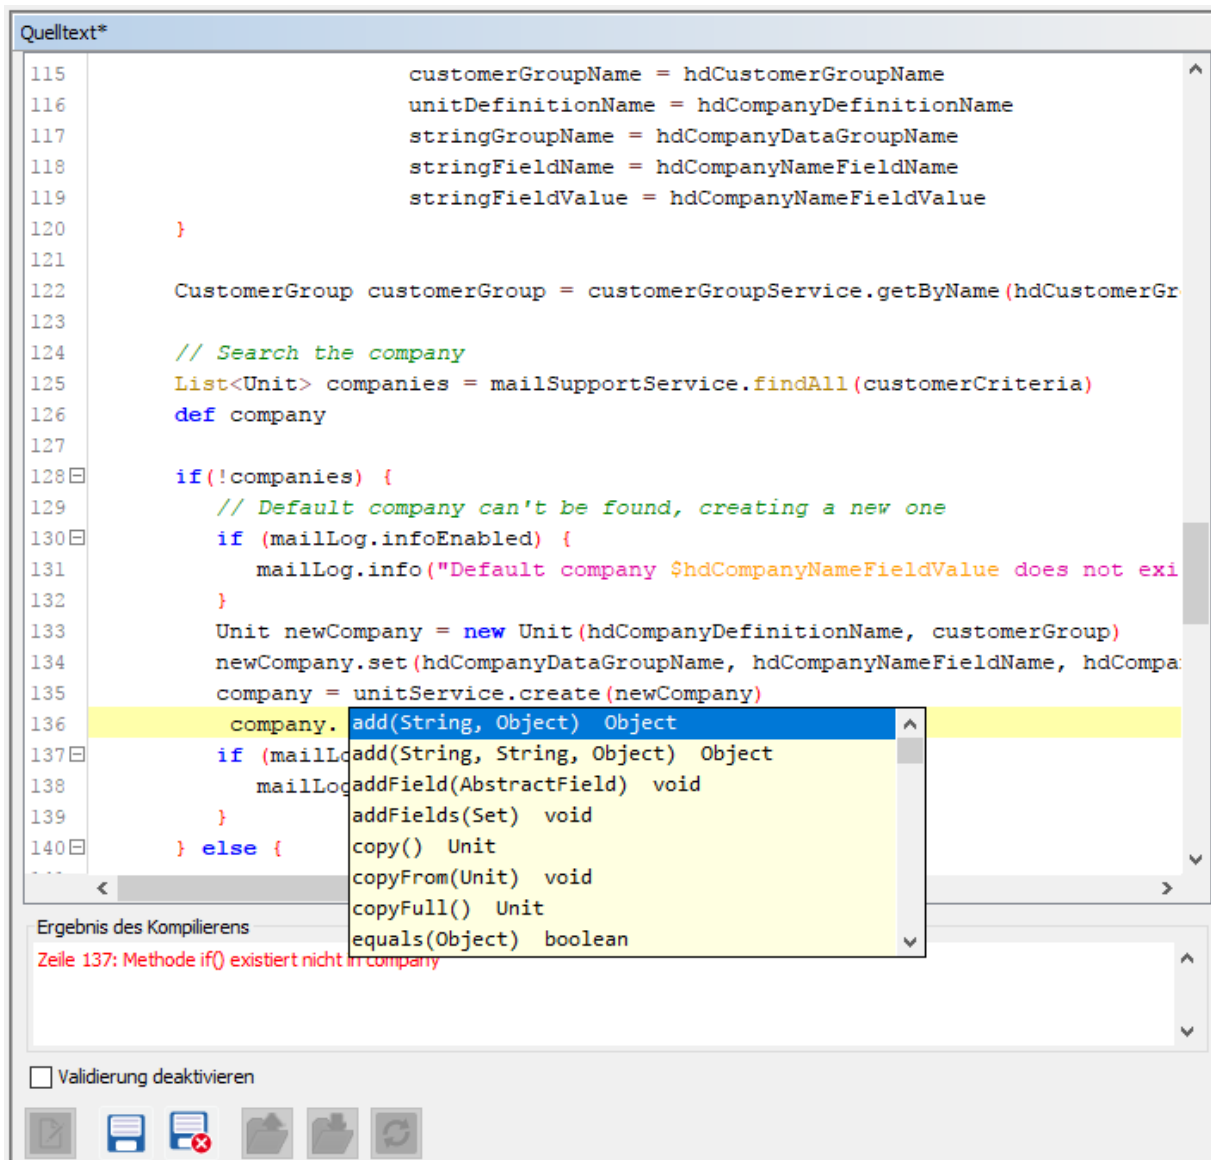 Quelltext*
115 customerGroupName = hdCustomerGroupName
116 unitDefinitionName = hdCompanyDefinitionName
117 stringGroupName = hdCompanyDataGroupName
118 stringFieldName = hdCompanyNameFieldName
119 stringFieldValue = hdCompanyNameFieldValue
120 }
121
122 CustomerGroup customerGroup = customerGroupService.getByName(hdCustomerGr
123
124 // Search the company
125 List<Unit> companies = mailSupportService.findAll(customerCriteria)
126 def company
127
128 if(!companies) {
129 // Default company can't be found, creating a new one
130 if (mailLog.infoEnabled) {
131 mailLog.info("Default company $hdCompanyNameFieldValue does not exi
132 }
133 Unit newCompany = new Unit(hdCompanyDefinitionName, customerGroup)
134 newCompany.set(hdCompanyDataGroupName, hdCompanyNameFieldName, hdCompa
135 company = unitService.create(newCompany)
136 company. add(String, Object) Object
137 if (mailLo add(String, String, Object) Object
138 mailLog addField(AbstractField) void
139 } addFields(Set) void
140 } else { copy() Unit
copyFrom(Unit) void
copyFull() Unit
equals(Object) boolean
Ergebnis des Kompilierens
Zeile 137: Methode if() existiert nicht in company
Validierung deaktivieren